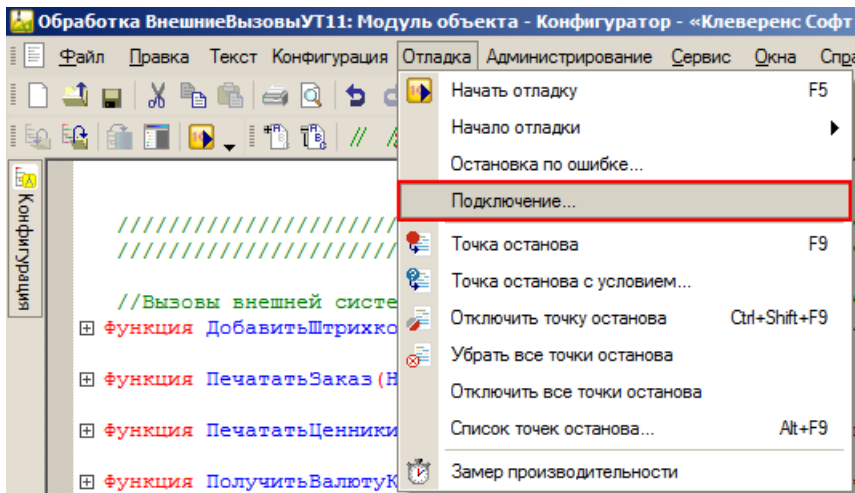 Обработка ВнешниеВызовыУТ11: Модуль объекта - Конфигуратор - «Клеверенс Софт
Файл Правка Текст Конфигурация Отладка Администрирование Сервис Окна
Начать отладку F5
Начало отладки
Остановка по ошибке...
Подключение...
Точка останова F9
Точка останова с условием...
Отключить точку останова Ctrl+Shift+F9
Убрать все точки останова
Отключить все точки останова
Список точек останова... Alt+F9
Замер производительности
Конфигурация
////////////////////////
////////////////////////
//Вызовы внешней систе
Функция ДобавитьШтрихко
Функция ПечататьЗаказ(Н
Функция ПечататьЦенники
Функция ПолучитьВалютуК